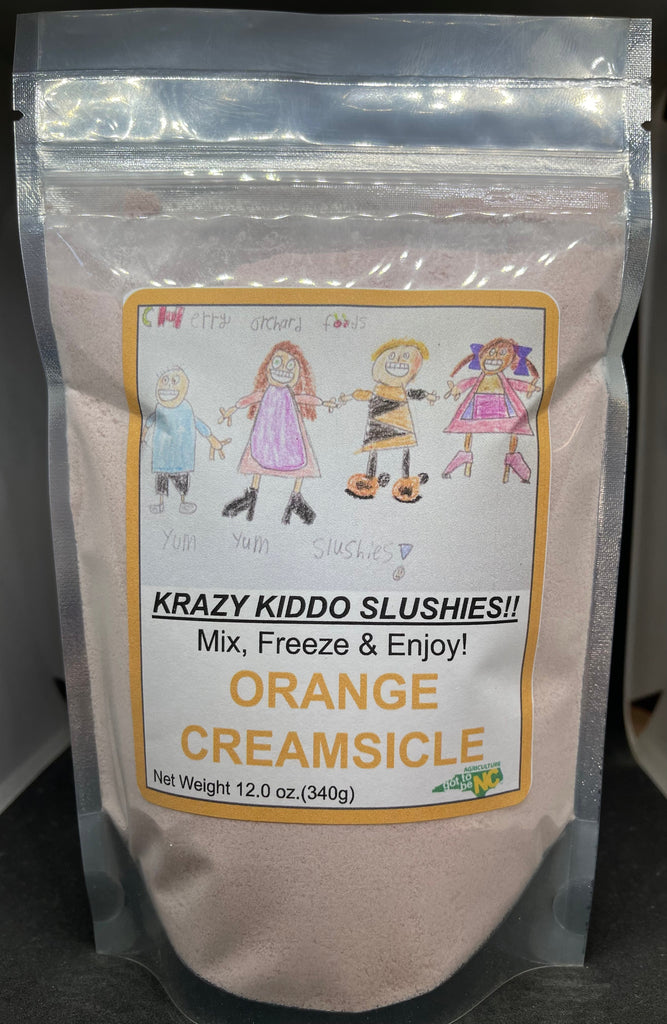 CHerry orchard foods
Yum Yum Slushies!
KRAZY KIDDO SLUSHIES!!
Mix, Freeze & Enjoy!
ORANGE
CREAMSICLE
Net Weight 12.0 oz.(340g)
AGRICULTURE
got to be NC